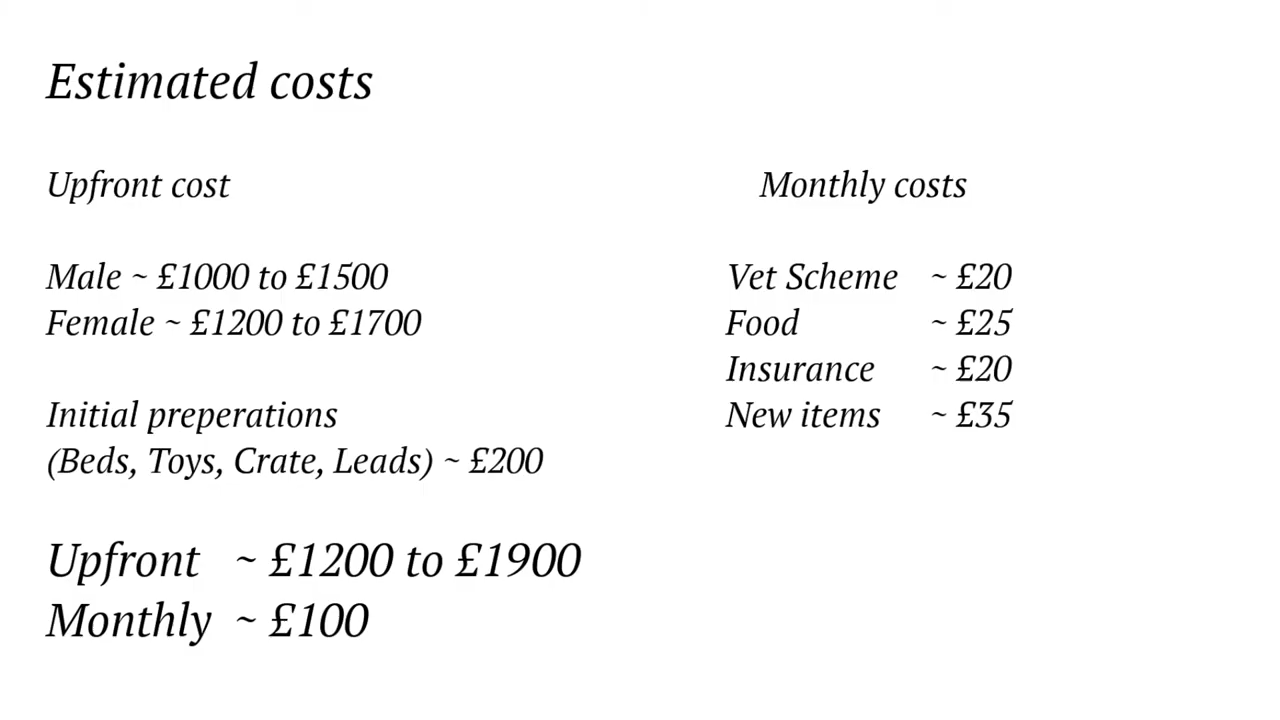 Estimated costs
Upfront cost
Male ~ £1000 to £1500
Female ~ £1200 to £1700
Initial preperations
(Beds, Toys, Crate, Leads) ~ £200
Monthly costs
Vet Scheme ~ £20
Food ~ £25
Insurance ~ £20
New items ~ £35
Upfront ~ £1200 to £1900
Monthly ~ £100